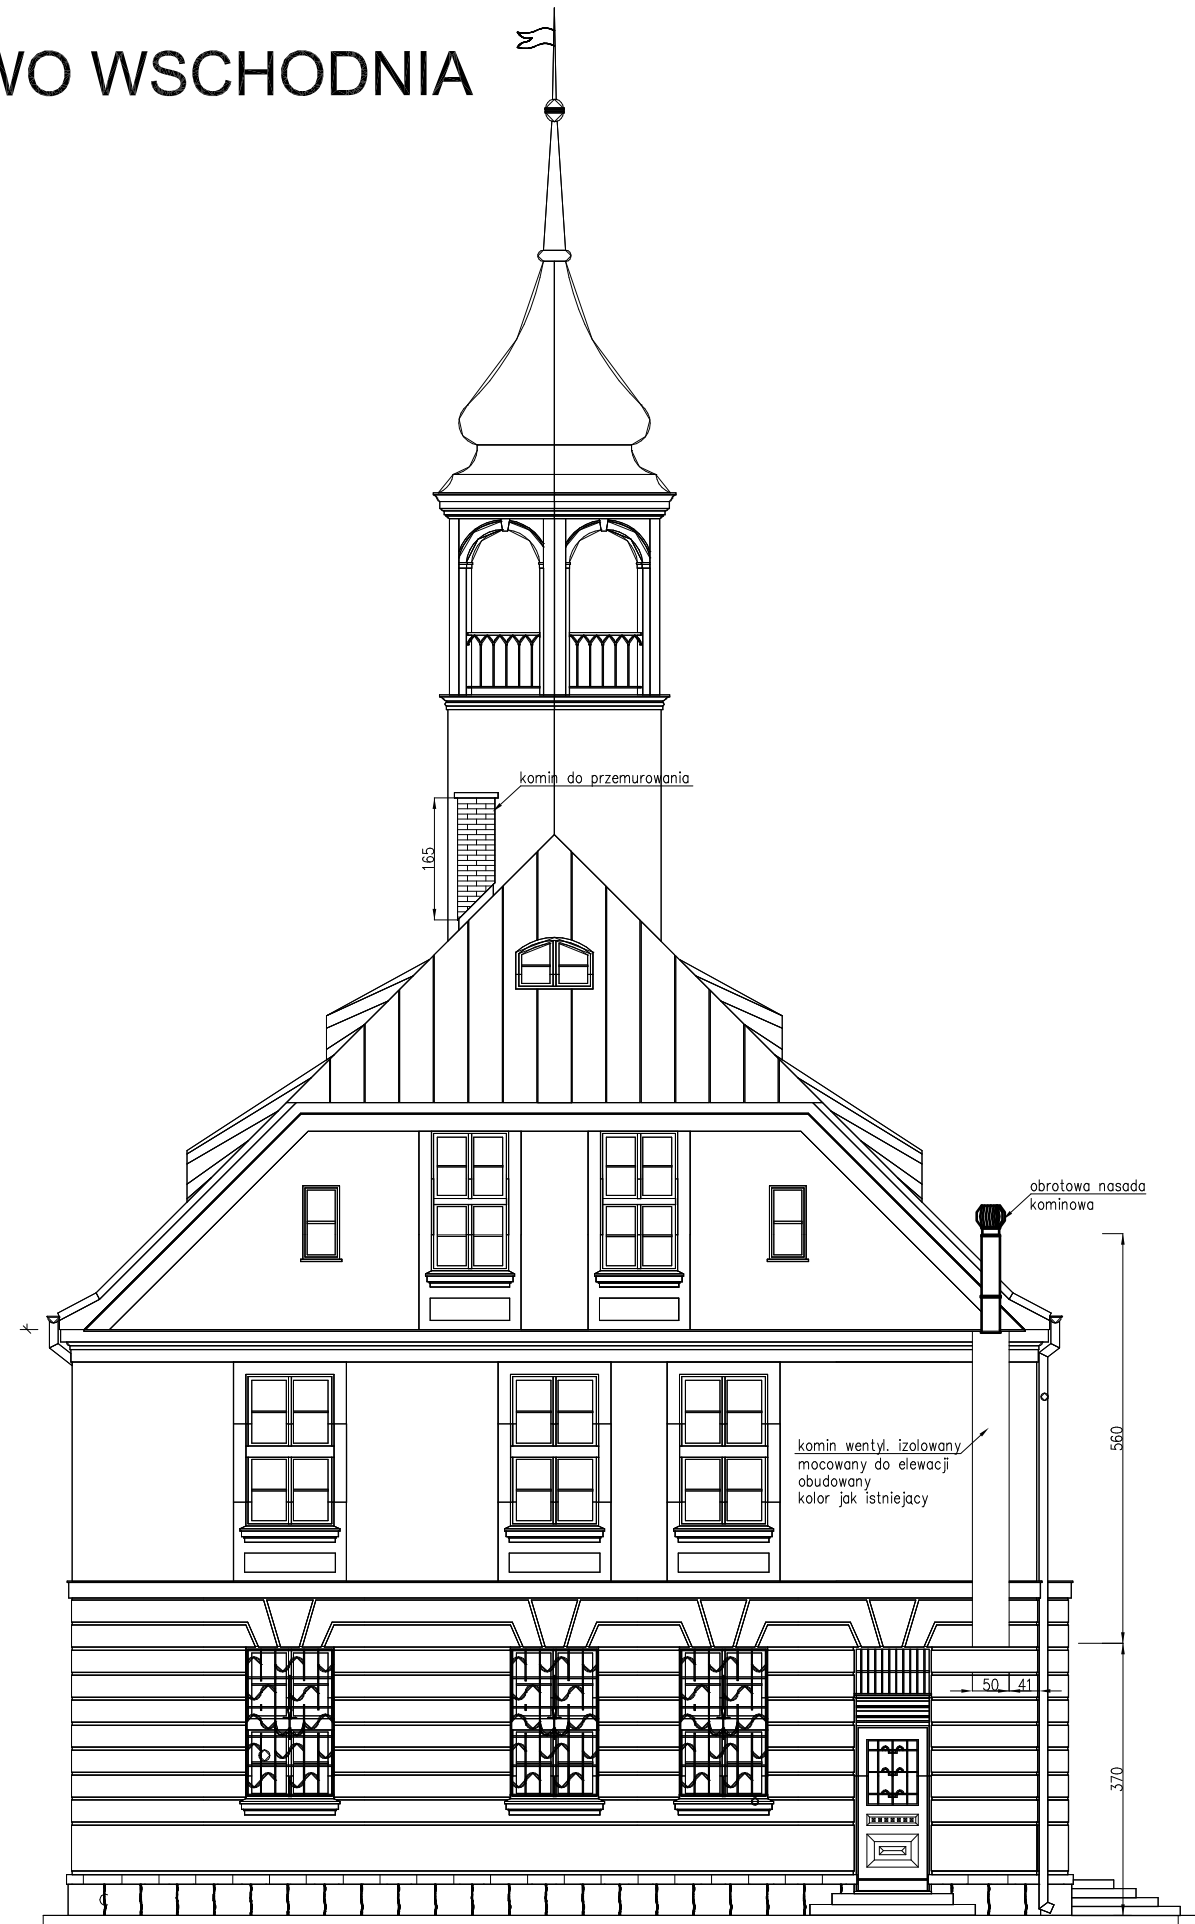 WO WSCHODNIA
komin do przemurowania
165
obrotowa nasada
kominowa
560
komin wentyl. izolowany
mocowany do elewacji
obudowany
kolor jak istniejący
50 41
370